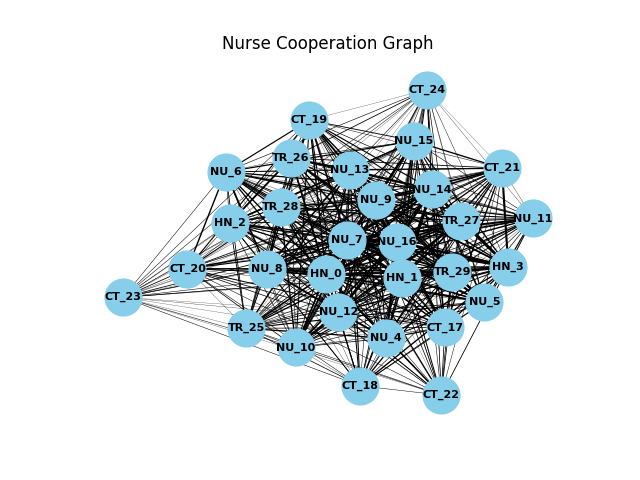 Nurse Cooperation Graph
CT_24
CT_19
NU_15
TR_26
CT_21
NU_13
NU_6
NU_14
NU_9
TR_28
NU_11
TR_27
HN_2
NU_7
NU_16
HN_3
CT_20
NU_8
HN_0
TR_29
HN_1
CT_23
NU_5
NU_12
CT_17
TR_25
NU_4
NU_10
CT_18
CT_22